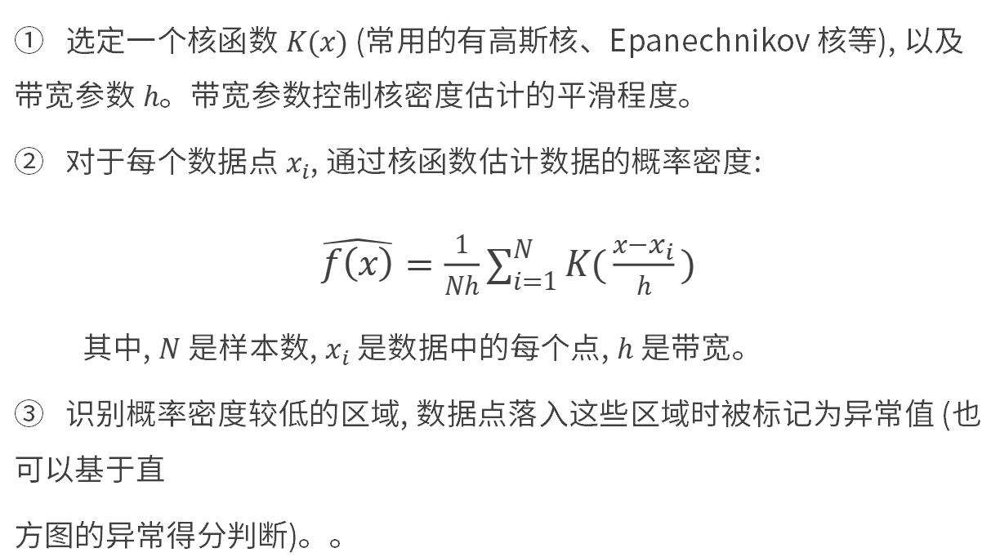 ① 选定一个核函数 K(x) (常用的有高斯核、Epanechnikov 核等), 以及
带宽参数 h。带宽参数控制核密度估计的平滑程度。
② 对于每个数据点 xᵢ, 通过核函数估计数据的概率密度:
$\widehat{f(x)} = \frac{1}{Nh} \sum_{i=1}^{N} K(\frac{x-x_i}{h})$
其中, N 是样本数, xᵢ 是数据中的每个点, h 是带宽。
③ 识别概率密度较低的区域, 数据点落入这些区域时被标记为异常值 (也
可以基于直
方图的异常得分判断)。。